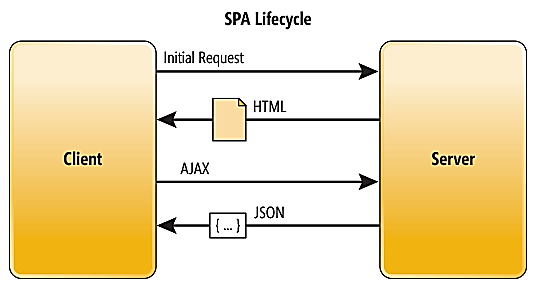 SPA Lifecycle
Initial Request
HTML
Client
Server
AJAX
JSON
{ ... }